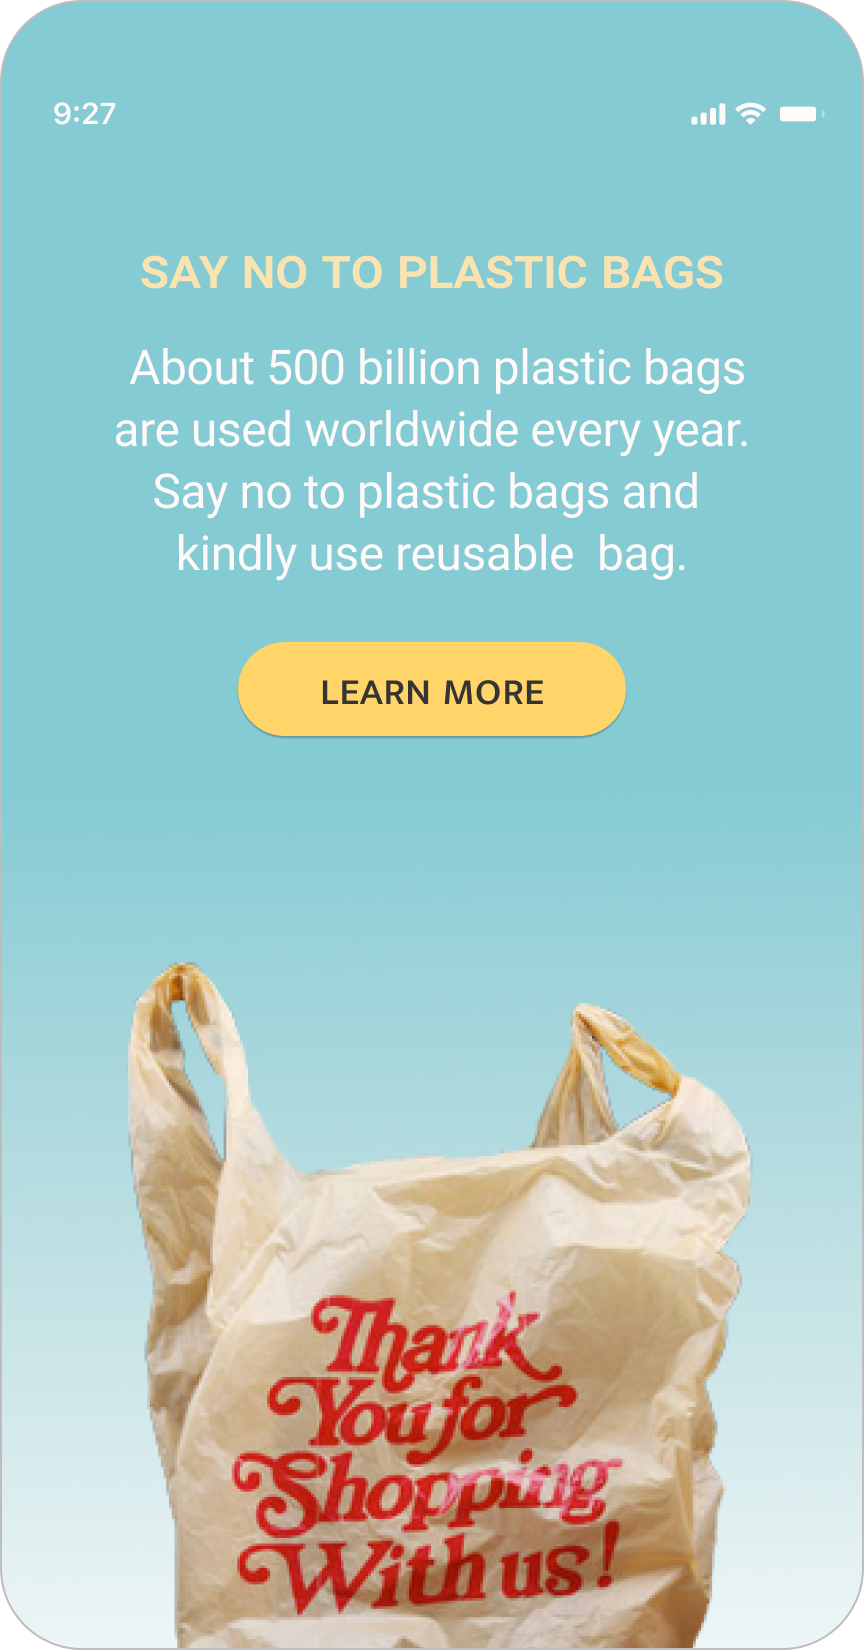 9:27
SAY NO TO PLASTIC BAGS
About 500 billion plastic bags
are used worldwide every year.
Say no to plastic bags and
kindly use reusable  bag.
LEARN MORE
Thank
You for
Shopping
With us!